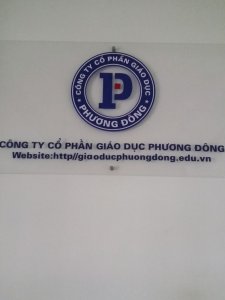 CÔNG TY CỔ PHẦN GIÁO DỤC
P
PHƯƠNG ĐÔNG
CÔNG TY CỔ PHẦN GIÁO DỤC PHƯƠNG ĐÔNG
Website:http//giaoducphuongdong.edu.vn